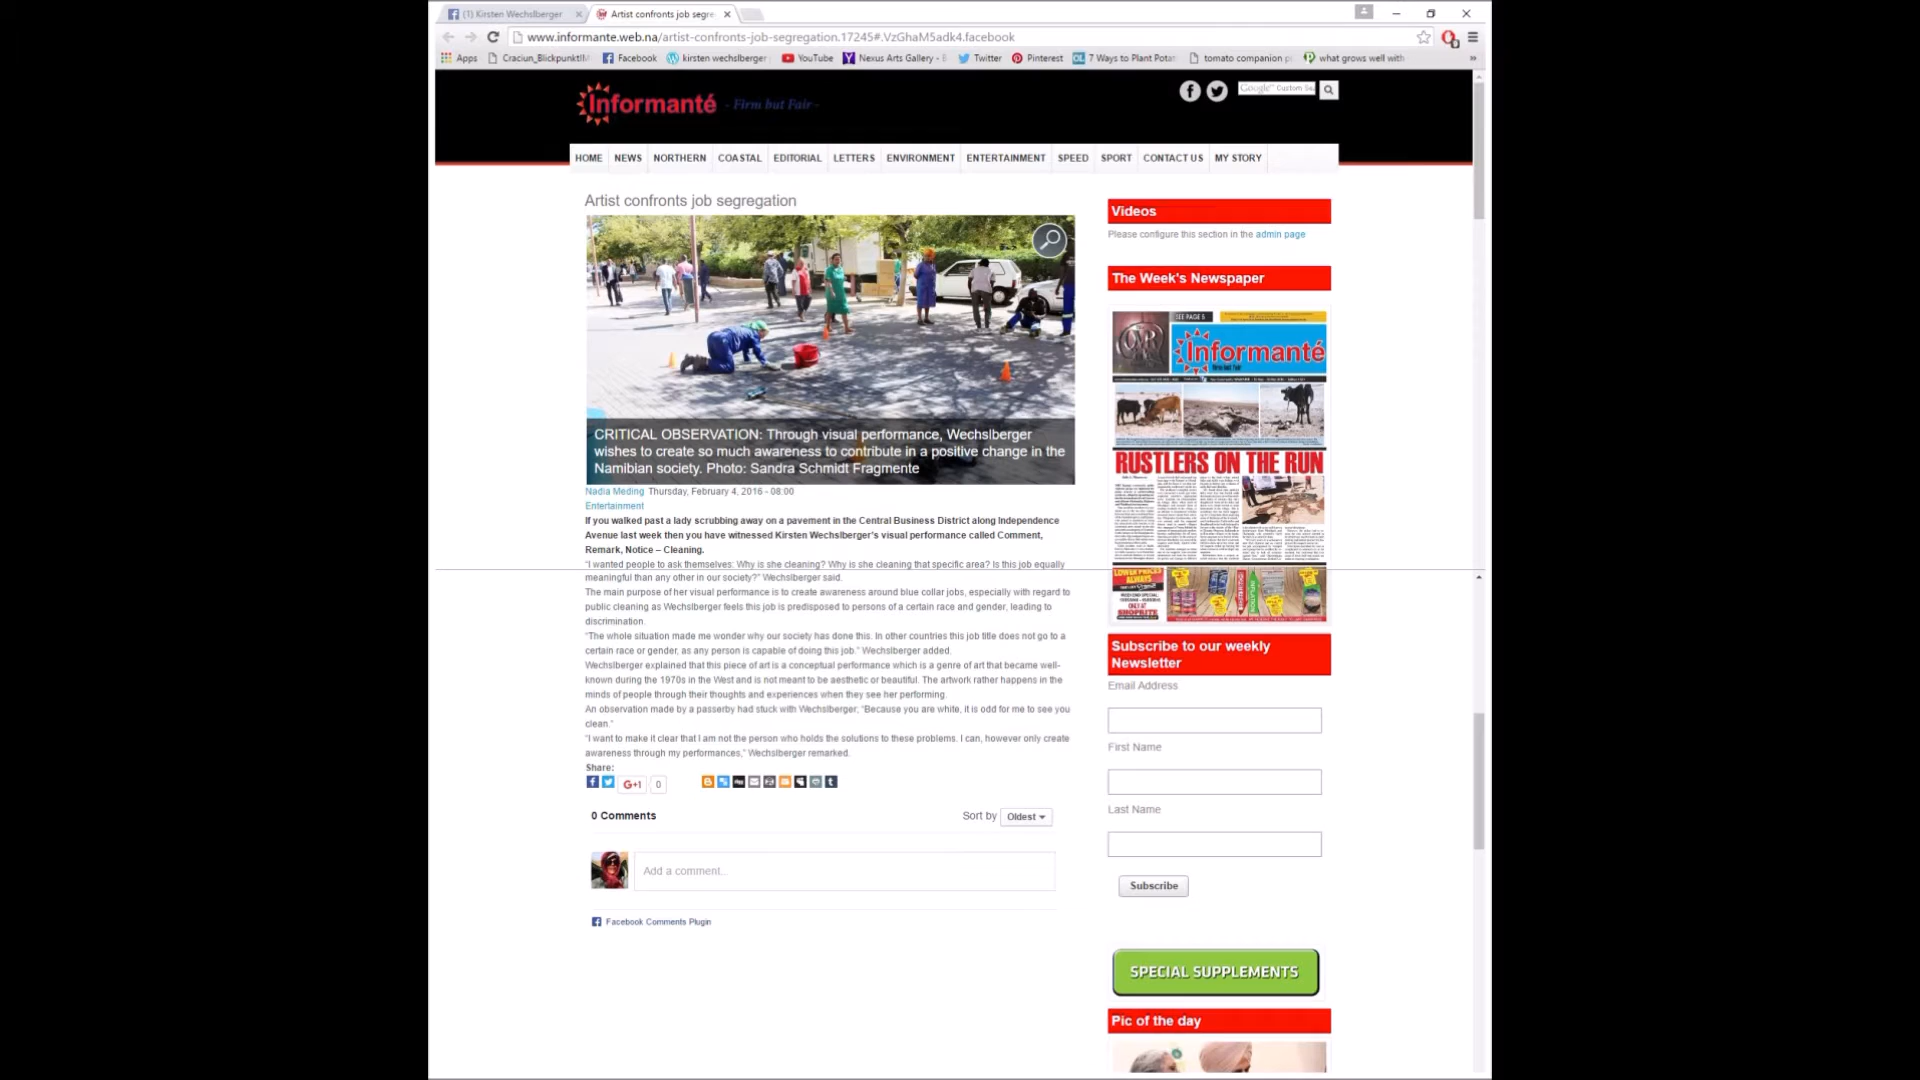 (1) Kirsten Wechslberger
Artist confronts job segre
www.informante.web.na/artist-confronts-job-segregation.17245#.VzGhaM5adk4.facebook
Apps
Craciun_BlickpunktII
Facebook
kirsten wechslberger
YouTube
Nexus Arts Gallery - E
Twitter
Pinterest
7 Ways to Plant Potat
tomato companion p
what grows well with
»
Informanté
- Firm but Fair -
Google Custom Sea
HOME NEWS NORTHERN COASTAL EDITORIAL LETTERS ENVIRONMENT ENTERTAINMENT SPEED SPORT CONTACT US MY STORY
Artist confronts job segregation
CRITICAL OBSERVATION: Through visual performance, Wechslberger
wishes to create so much awareness to contribute in a positive change in the
Namibian society. Photo: Sandra Schmidt Fragmente
Nadia Meding Thursday, February 4, 2016 - 08:00
Entertainment
If you walked past a lady scrubbing away on a pavement in the Central Business District along Independence
Avenue last week then you have witnessed Kirsten Wechslberger's visual performance called Comment,
Remark, Notice – Cleaning.
"I wanted people to ask themselves: Why is she cleaning? Why is she cleaning that specific area? Is this job equally
meaningful than any other in our society?" Wechslberger said.
The main purpose of her visual performance is to create awareness around blue collar jobs, especially with regard to
public cleaning as Wechslberger feels this job is predisposed to persons of a certain race and gender, leading to
discrimination.
"The whole situation made me wonder why our society has done this. In other countries this job title does not go to a
certain race or gender, as any person is capable of doing this job." Wechslberger added.
Wechslberger explained that this piece of art is a conceptual performance which is a genre of art that became well-
known during the 1970s in the West and is not meant to be aesthetic or beautiful. The artwork rather happens in the
minds of people through their thoughts and experiences when they see her performing.
An observation made by a passerby had stuck with Wechslberger; "Because you are white, it is odd for me to see you
clean."
"I want to make it clear that I am not the person who holds the solutions to these problems. I can, however only create
awareness through my performances," Wechslberger remarked.
Share:
G+1 0
0 Comments
Sort by Oldest
Add a comment...
Facebook Comments Plugin
Videos
Please configure this section in the admin page
The Week's Newspaper
SEE PAGE 5
Informanté
Firm but Fair
RUSTLERS ON THE RUN
LOWER PRICES
ALWAYS
ONLY AT
SHOPRITE
INFLATION
Subscribe to our weekly
Newsletter
Email Address
First Name
Last Name
Subscribe
SPECIAL SUPPLEMENTS
Pic of the day